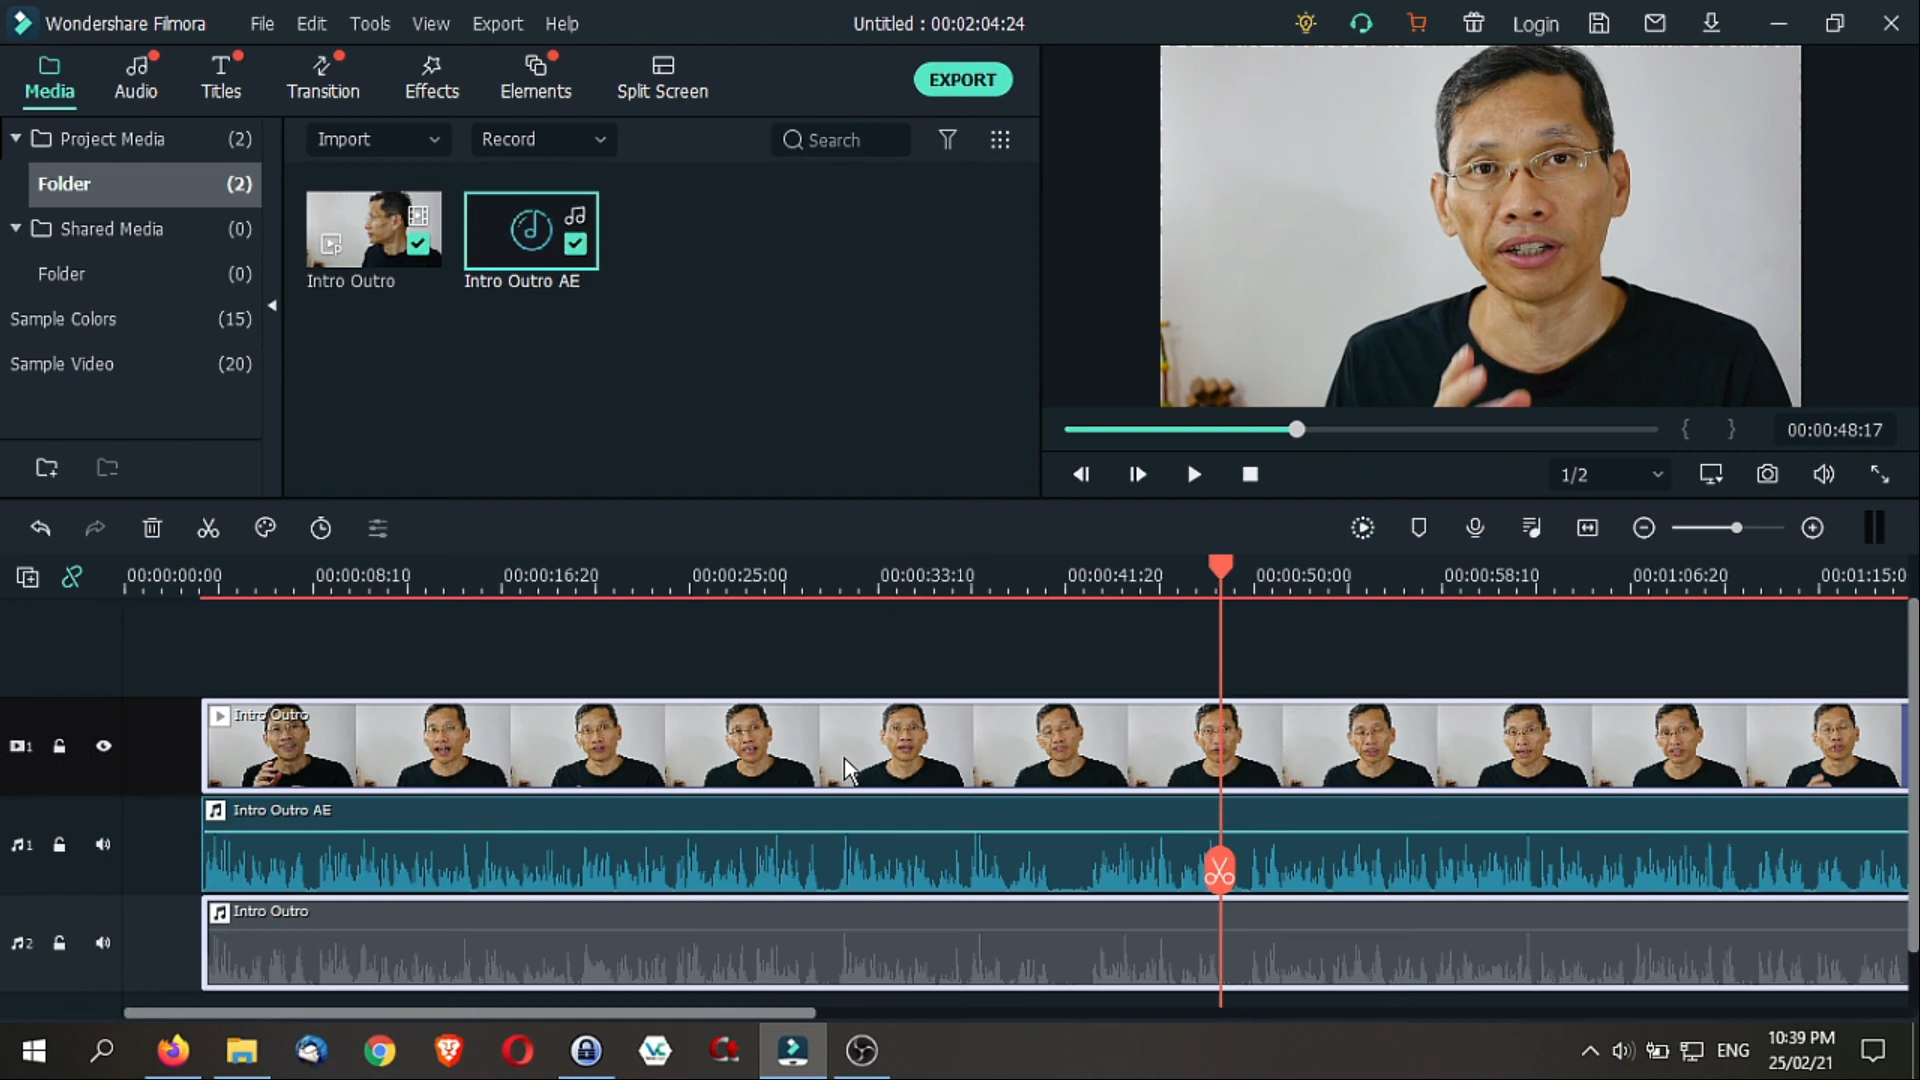 Wondershare Filmora File Edit Tools View Export Help Untitled : 00:02:04:24 Login
Media Audio Titles Transition Effects Elements Split Screen EXPORT
Project Media (2) Import Record Search
Folder (2)
Shared Media (0)
Folder (0)
Sample Colors (15)
Sample Video (20)
Intro Outro Intro Outro AE
{ } 00:00:48:17
1/2
00:00:00:00 00:00:08:10 00:00:16:20 00:00:25:00 00:00:33:10 00:00:41:20 00:00:50:00 00:00:58:10 00:01:06:20 00:01:15:0
1 Intro Outro
1 Intro Outro AE
2 Intro Outro
ENG 10:39 PM
25/02/21